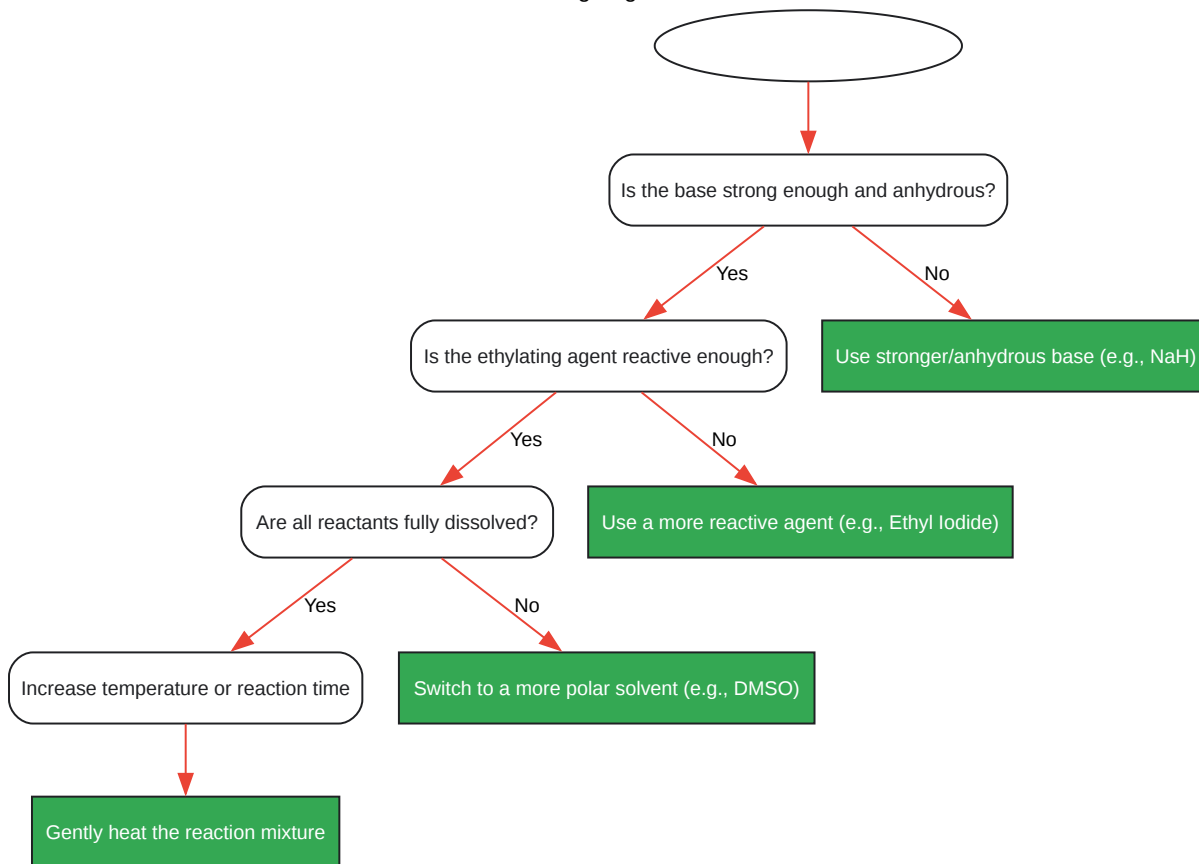 Is the base strong enough and anhydrous?
Yes
No
Is the ethylating agent reactive enough?
Use stronger/anhydrous base (e.g., NaH)
Yes
No
Are all reactants fully dissolved?
Use a more reactive agent (e.g., Ethyl Iodide)
Yes
No
Increase temperature or reaction time
Switch to a more polar solvent (e.g., DMSO)
Gently heat the reaction mixture